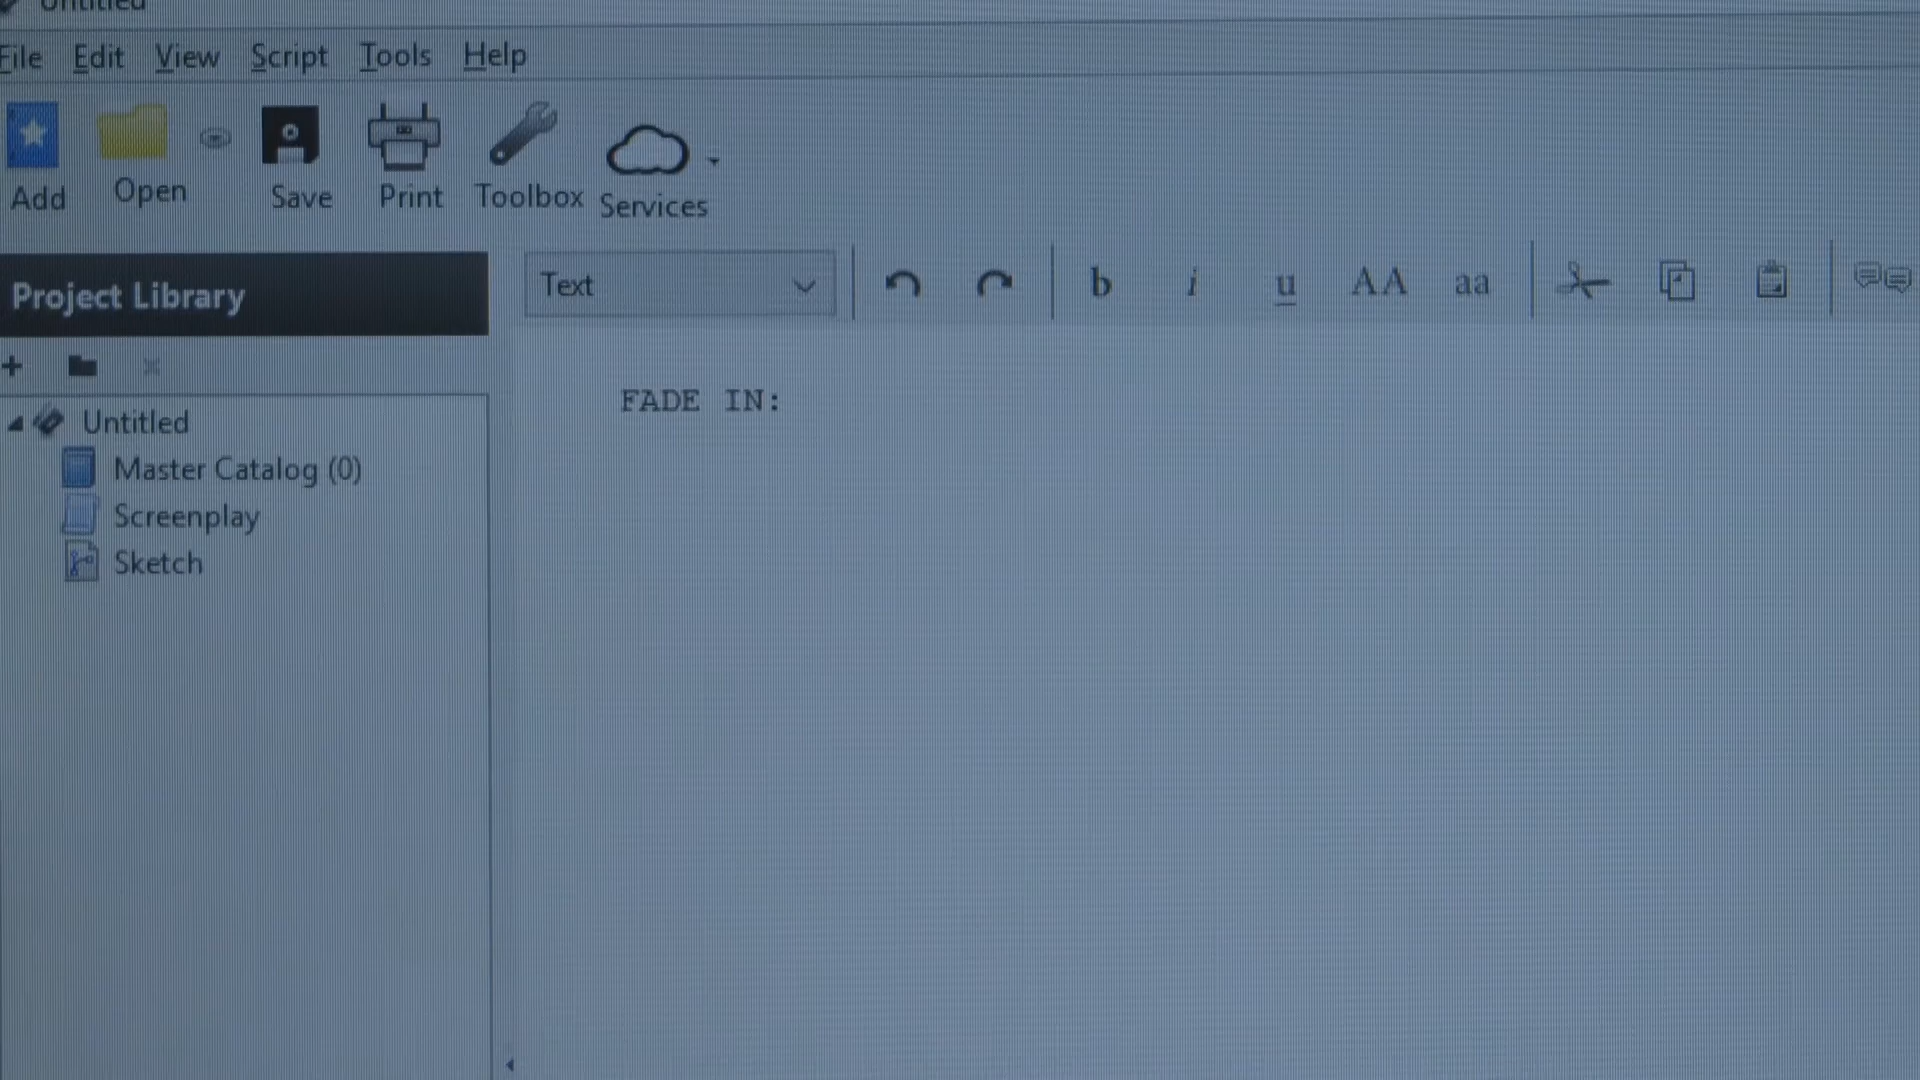 Untitled
File Edit View Script Tools Help
Add Open Save Print Toolbox Services
Project Library
Text b i u AA aa
FADE IN:
Untitled
Master Catalog (0)
Screenplay
Sketch